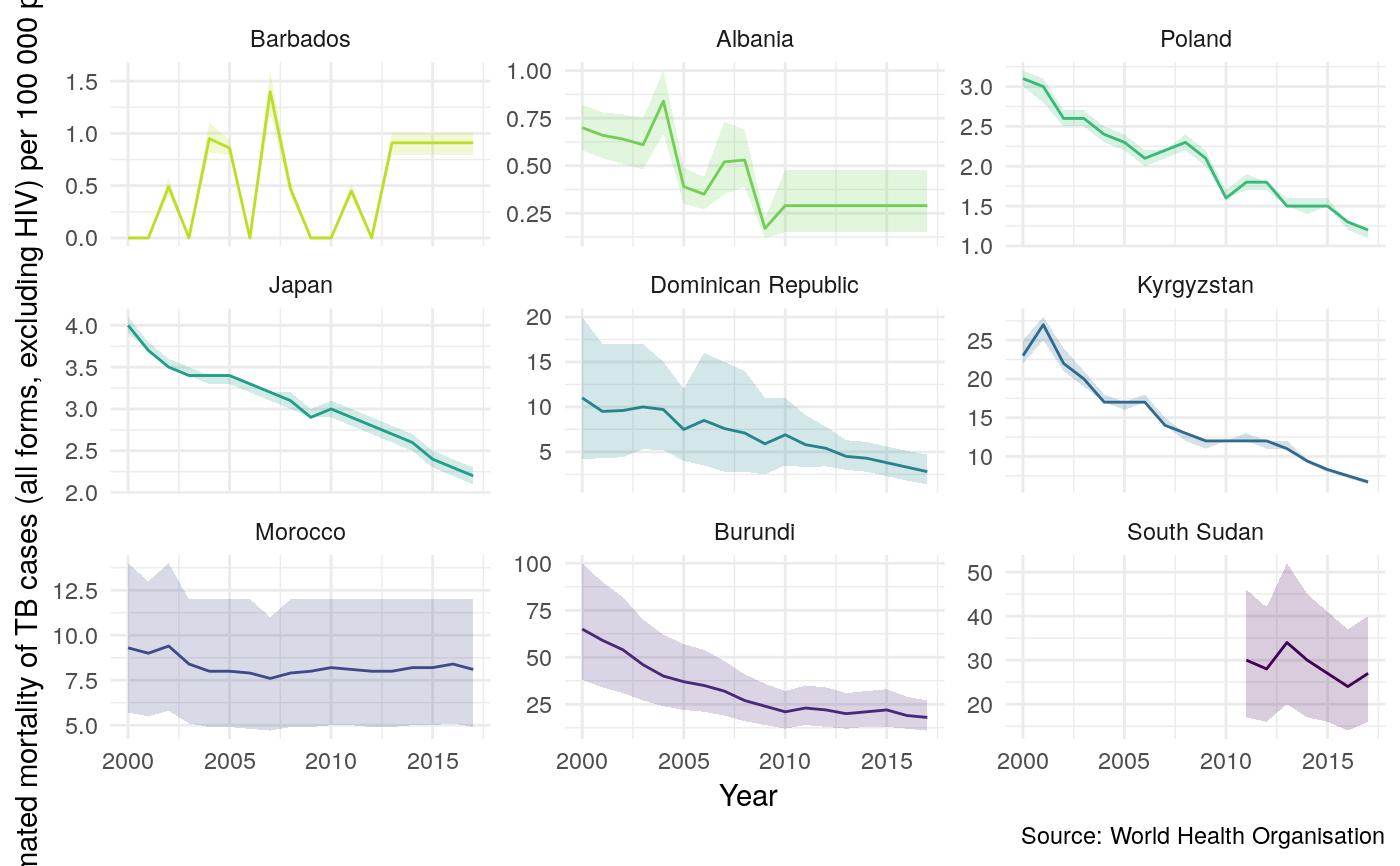 mated mortality of TB cases (all forms, excluding HIV) per 100 000 p
Barbados
1.5
1.0
0.5
0.0
Albania
1.00
0.75
0.50
0.25
Poland
3.0
2.5
2.0
1.5
1.0
Japan
4.0
3.5
3.0
2.5
2.0
Dominican Republic
20
15
10
5
Kyrgyzstan
25
20
15
10
Morocco
12.5
10.0
7.5
5.0
2000 2005 2010 2015
Burundi
100
75
50
25
2000 2005 2010 2015
South Sudan
50
40
30
20
2000 2005 2010 2015
Year
Source: World Health Organisation